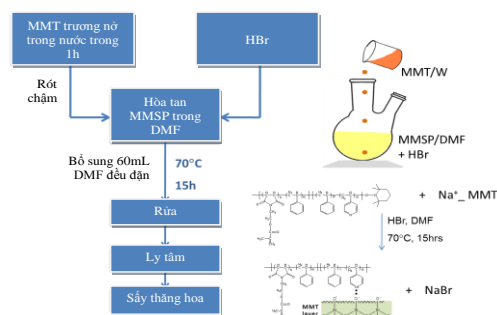 MMT trương nở
trong nước trong
1h
HBr
Rót
chậm
Hòa tan
MMSP trong
DMF
Bổ sung 60mL
DMF đều đặn
70°C
15h
Rửa
Ly tâm
Sấy thăng hoa
MMT/W
MMSP/DMF
+ HBr
+ Na⁺_ MMT
HBr, DMF
70°C, 15hrs
+ NaBr
MMT
layer